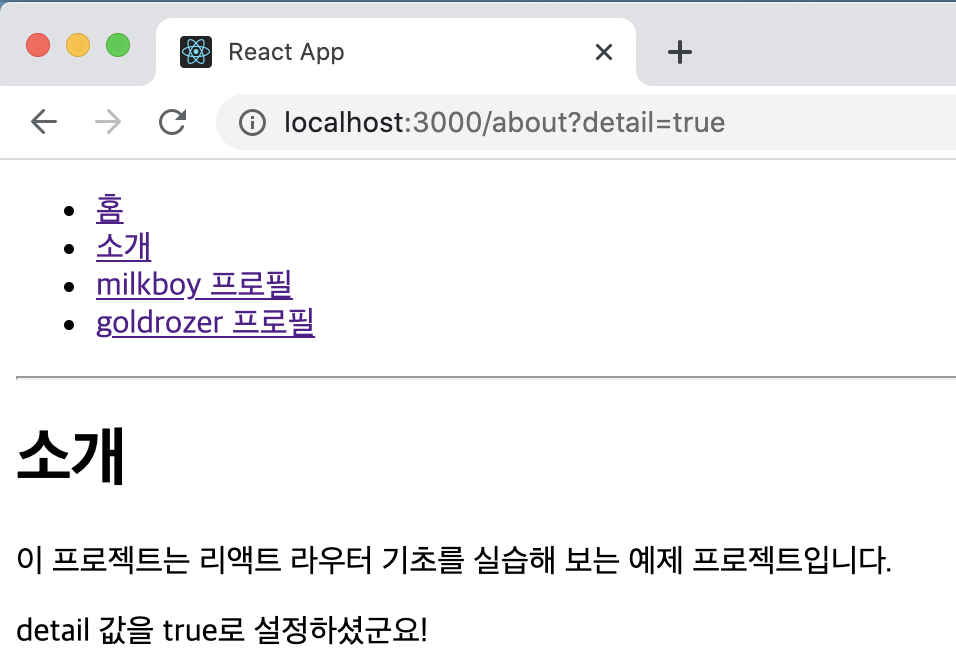 React App
localhost:3000/about?detail=true
홈
소개
milkboy 프로필
goldrozer 프로필
소개
이 프로젝트는 리액트 라우터 기초를 실습해 보는 예제 프로젝트입니다.
detail 값을 true로 설정하셨군요!